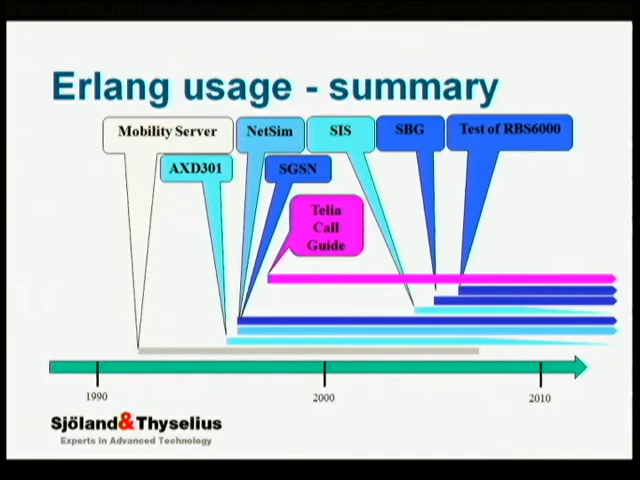 Erlang usage - summary
Mobility Server
NetSim
SIS
SBG
Test of RBS6000
AXD301
SGSN
Telia
Call
Guide
1990
2000
2010
Sjöland&Thyselius
Experts in Advanced Technology